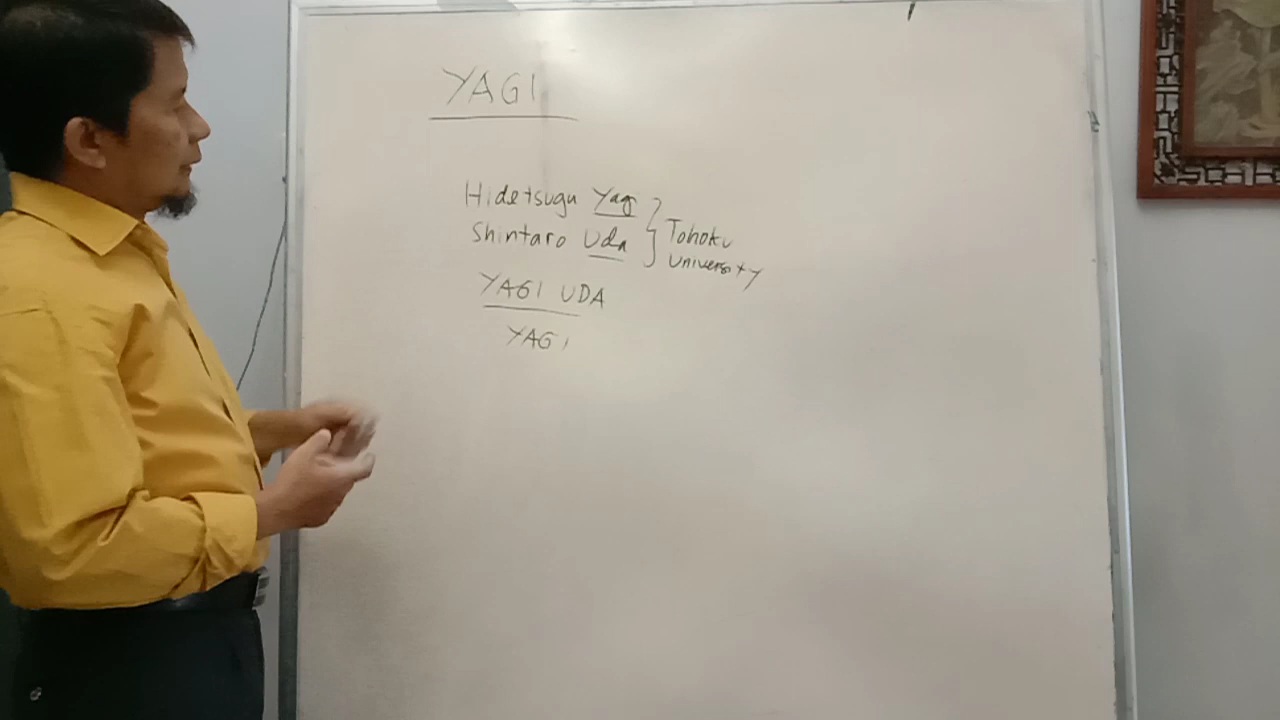 YAGI
Hidetsugu Yagi
Shintaro Uda
Tohoku
University
YAGI UDA
YAGI